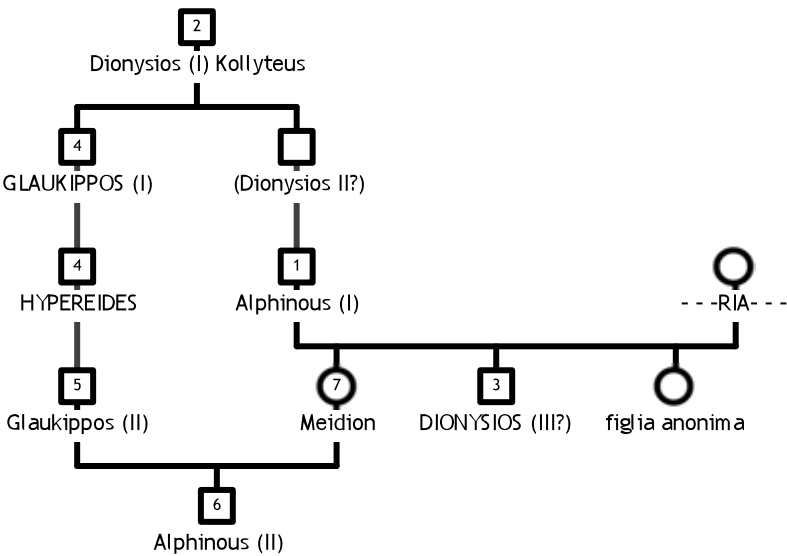 2
Dionysios (I) Kollyteus
4
GLAUKIPPOS (I)
(Dionysios II?)
4
1
HYPEREIDES
Alphinous (I)
- - -RIA- - -
5
7
3
Glaukippos (II)
Meidion
DIONYSIOS (III?)
figlia anonima
6
Alphinous (II)